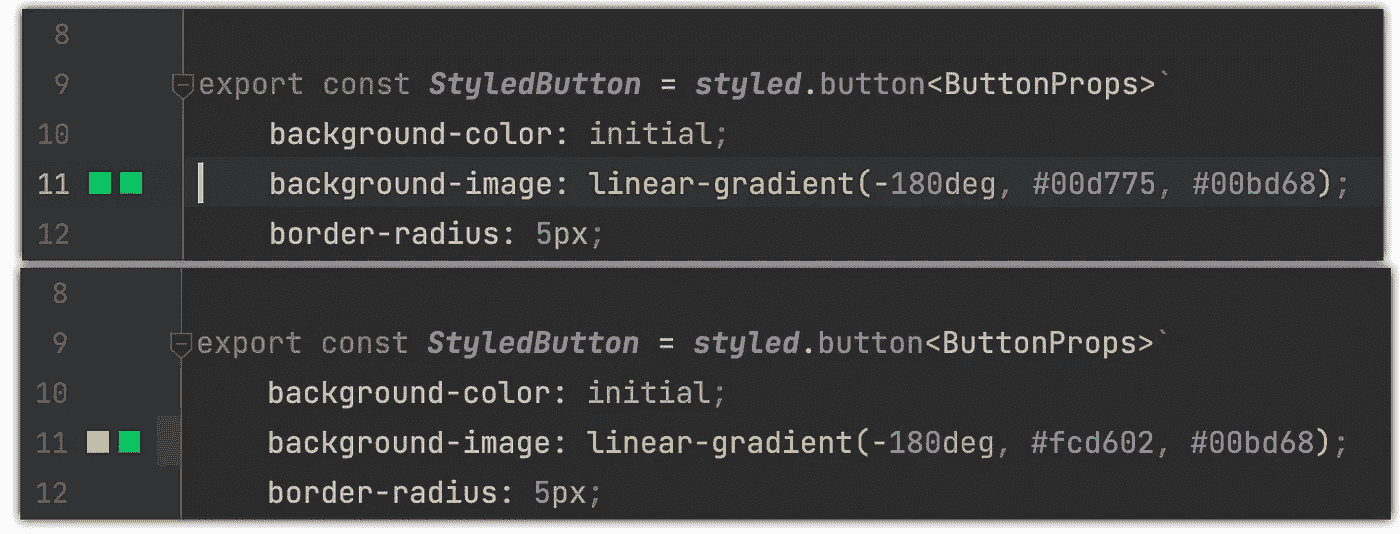 8
9 export const StyledButton = styled.button<ButtonProps>`
10 background-color: initial;
11 background-image: linear-gradient(-180deg, #00d775, #00bd68);
12 border-radius: 5px;
8
9 export const StyledButton = styled.button<ButtonProps>`
10 background-color: initial;
11 background-image: linear-gradient(-180deg, #fcd602, #00bd68);
12 border-radius: 5px;